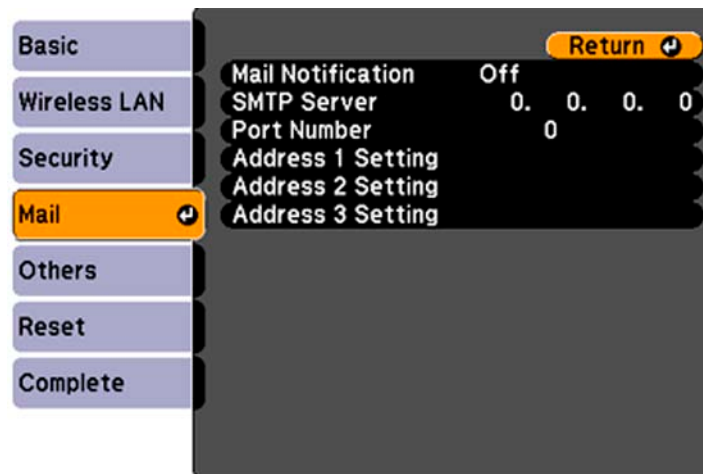 Basic
Wireless LAN
Security
Mail
Others
Reset
Complete
Return
Mail Notification Off
SMTP Server 0. 0. 0. 0
Port Number 0
Address 1 Setting
Address 2 Setting
Address 3 Setting